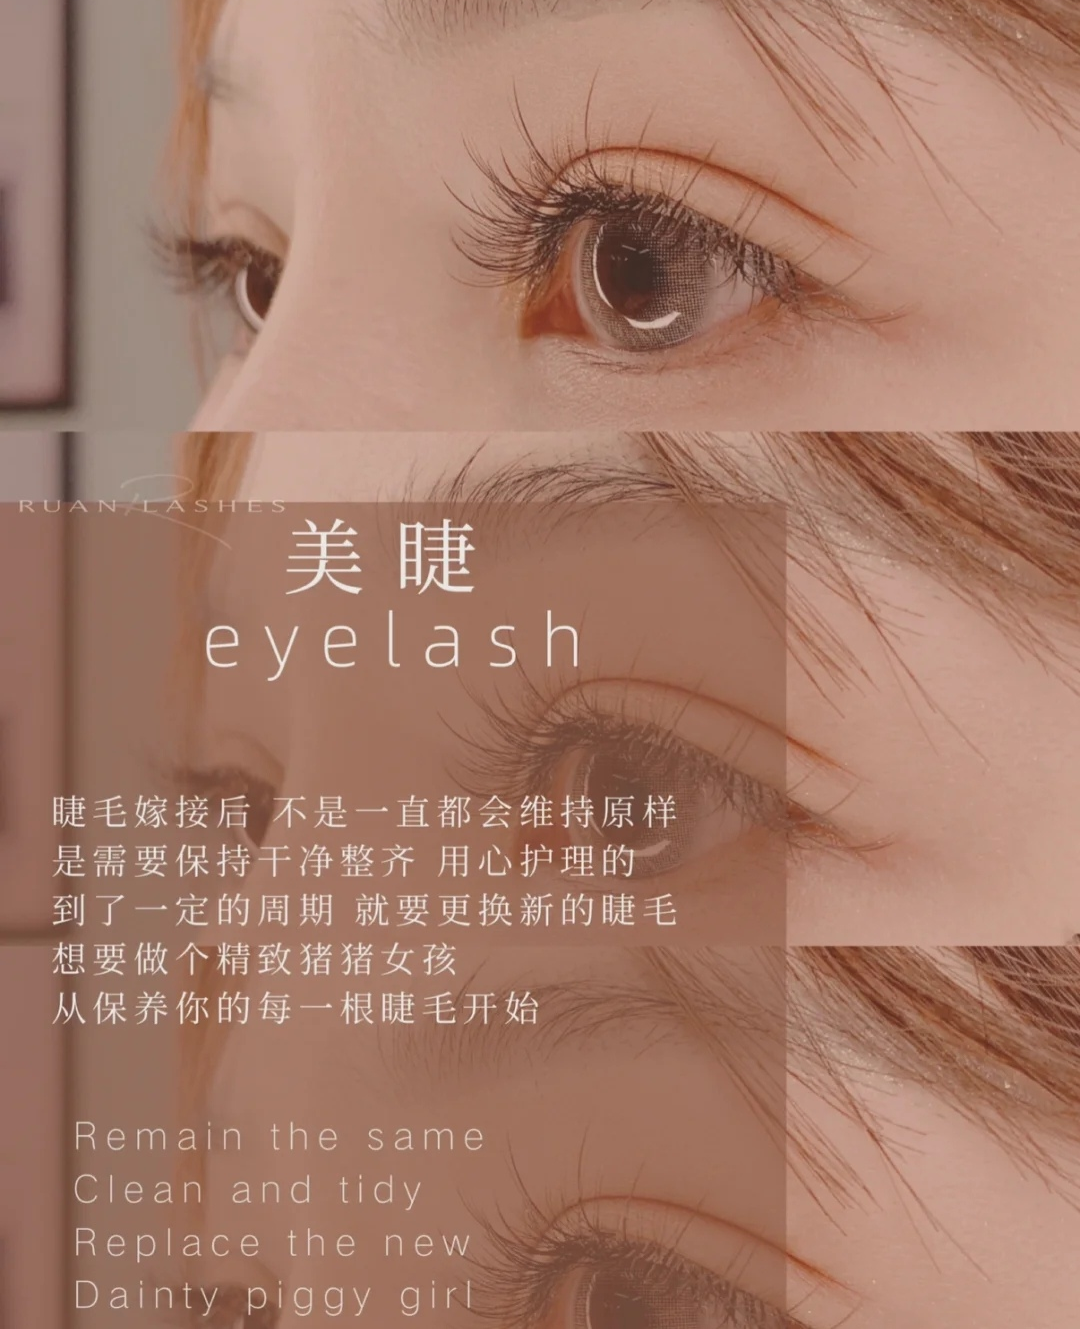 RUAN LASHES
美睫
eyelash
睫毛嫁接后 不是一直都会维持原样
是需要保持干净整齐 用心护理的
到了一定的周期 就要更换新的睫毛
想要做个精致猪猪女孩
从保养你的每一根睫毛开始
Remain the same
Clean and tidy
Replace the new
Dainty piggy girl